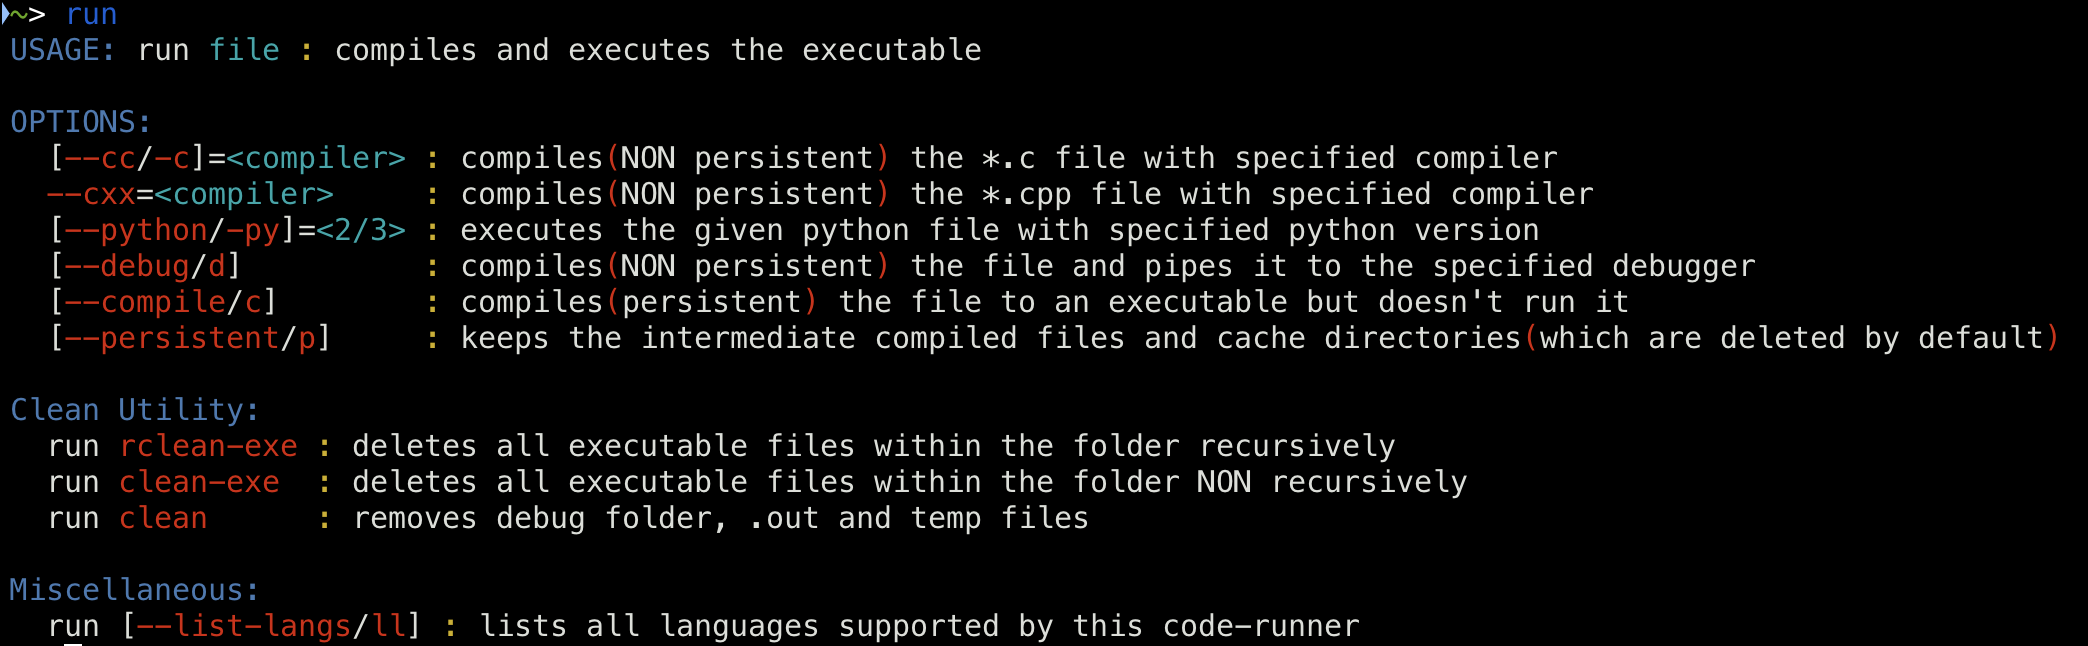 ~> run
USAGE: run file : compiles and executes the executable
OPTIONS:
[--cc/-c]=<compiler> : compiles(NON persistent) the *.c file with specified compiler
--cxx=<compiler> : compiles(NON persistent) the *.cpp file with specified compiler
[--python/-py]=<2/3> : executes the given python file with specified python version
[--debug/d] : compiles(NON persistent) the file and pipes it to the specified debugger
[--compile/c] : compiles(persistent) the file to an executable but doesn't run it
[--persistent/p] : keeps the intermediate compiled files and cache directories(which are deleted by default)
Clean Utility:
run rclean-exe : deletes all executable files within the folder recursively
run clean-exe : deletes all executable files within the folder NON recursively
run clean : removes debug folder, .out and temp files
Miscellaneous:
run [--list-langs/ll] : lists all languages supported by this code-runner